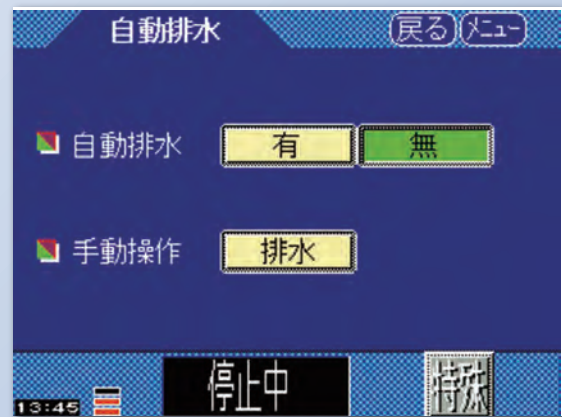 自動排水 戻る メニュー
自動排水 有 無
手動操作 排水
13:45 停止中 特殊